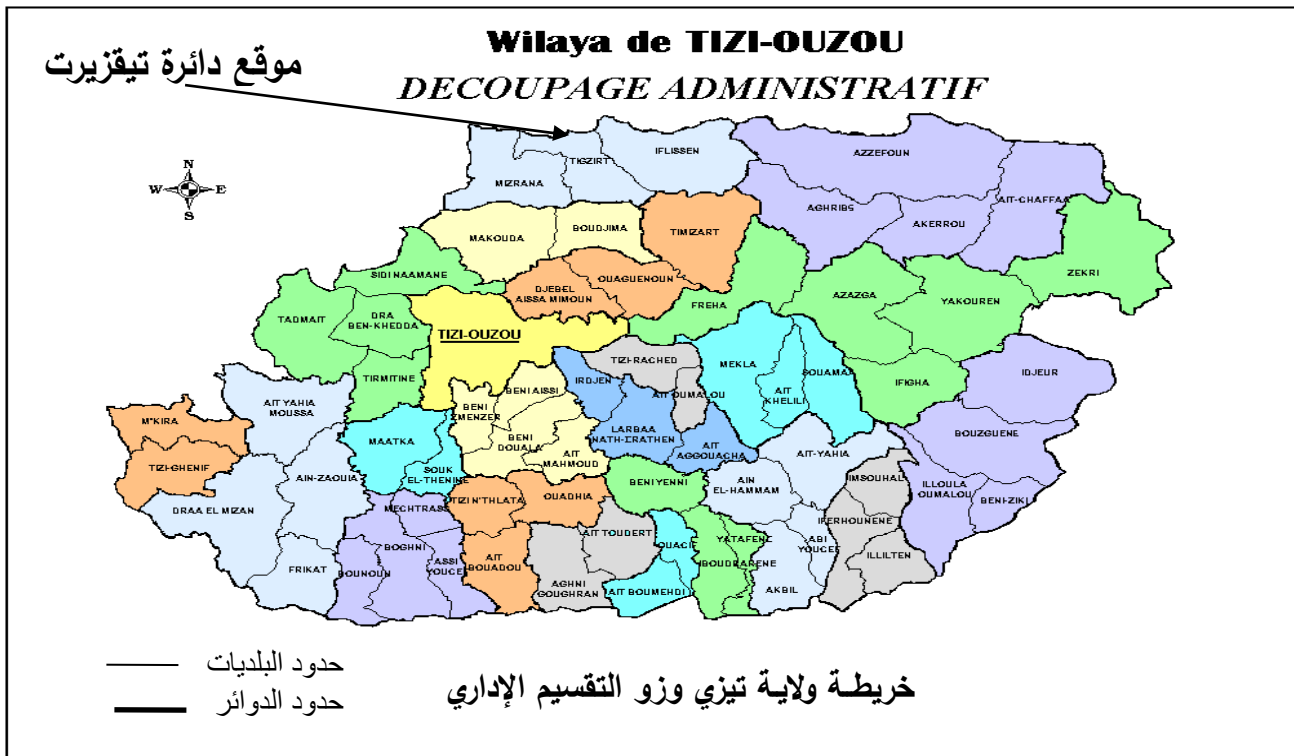 Wilaya de TIZI-OUZOU
موقع دائرة تيقزيرت
DECOUPAGE ADMINISTRATIF
N
W E
S
MIZRANA
TIGZIRT
IFLISSEN
AZZEFOUN
AGHRIBS
AKERROU
AIT-CHAFFAA
ZEKRI
MAKOUDA
BOUDJIMA
TIMIZART
SIDI NAAMANE
DJEBEL
AISSA MIMOUN
OUAGUENOUN
FREHA
AZAZGA
YAKOUREN
TADMAIT
DRA
BEN-KHEDDA
TIZI-OUZOU
TIRMITINE
TIZI-RACHED
MEKLA
AIT
KHELILI
SOUAMAA
IFIGHA
IDJEUR
AIT YAHIA
MOUSSA
BENI AISSI
IRDJEN
AIT OUMALOU
M'KIRA
BENI
ZMENZER
BENI
DOUALA
AIT
MAHMOUD
LARBAA
NATH-IRATHEN
AIT
AGGOUACHA
BOUZGUENE
TIZI-GHENIF
MAATKA
SOUK
EL-THENINE
AIT-YAHIA
AIN-ZAOUIA
BENI YENNI
AIN
EL-HAMMAM
IMSOUHAL
ILLOULA
OUMALOU
BENI-ZIKI
DRAA EL MIZAN
MECHTRASS
TIZI N'THLATA
OUADHIA
IFERHOUNENE
BOGHNI
AIT TOUDERT
OUACIF
YATAFENE
ABI
YOUCEF
ILLILTEN
FRIKAT
BOUNOUH
ASSI
YOUCEF
AIT
BOUADOU
AGHNI
GOUGHRAN
AIT BOUMEHDI
IBOUDRARENE
AKBIL
حدود البلديات
حدود الدوائر
خريطة ولاية تيزي وزو التقسيم الإداري